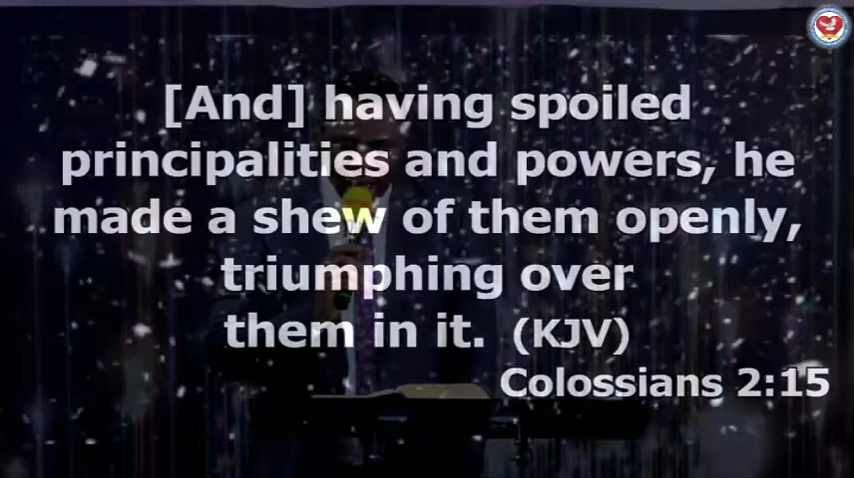 [And] having spoiled
principalities and powers, he
made a shew of them openly,
triumphing over
them in it. (KJV)
Colossians 2:15